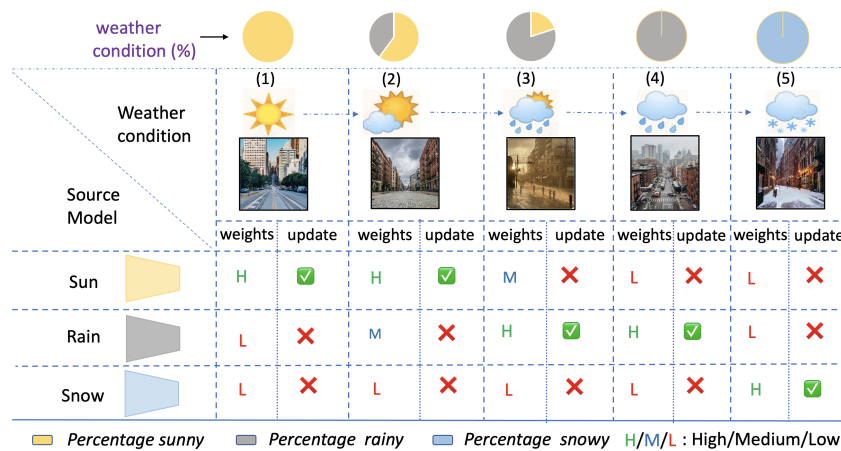 weather
condition (%)
(1) (2) (3) (4) (5)
Weather
condition
Source
Model
weights update weights update weights update weights update weights update
Sun H H M L L
Rain L M H H L
Snow L L L L H
Percentage sunny Percentage rainy Percentage snowy H/M/L : High/Medium/Low